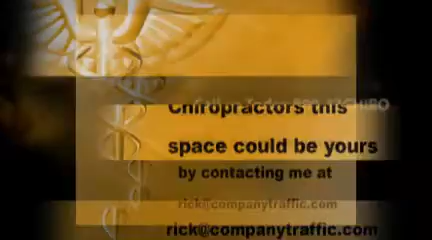 Chiropractors this
space could be yours
by contacting me at
rick@companytraffic.com
rick@companytraffic.com